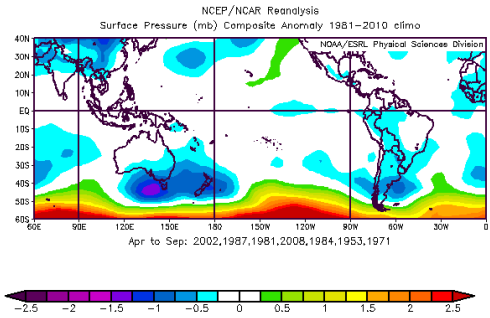 NCEP/NCAR Reanalysis
Surface Pressure (mb) Composite Anomaly 1981-2010 climo
NOAA/ESRL Physical Sciences Division
40N
30N
20N
10N
EQ
10S
20S
30S
40S
50S
60S
60E 90E 120E 150E 180 150W 120W 90W 60W 30W 0
Apr to Sep: 2002,1987,1981,2008,1984,1953,1971
-2.5 -2 -1.5 -1 -0.5 0 0.5 1 1.5 2 2.5